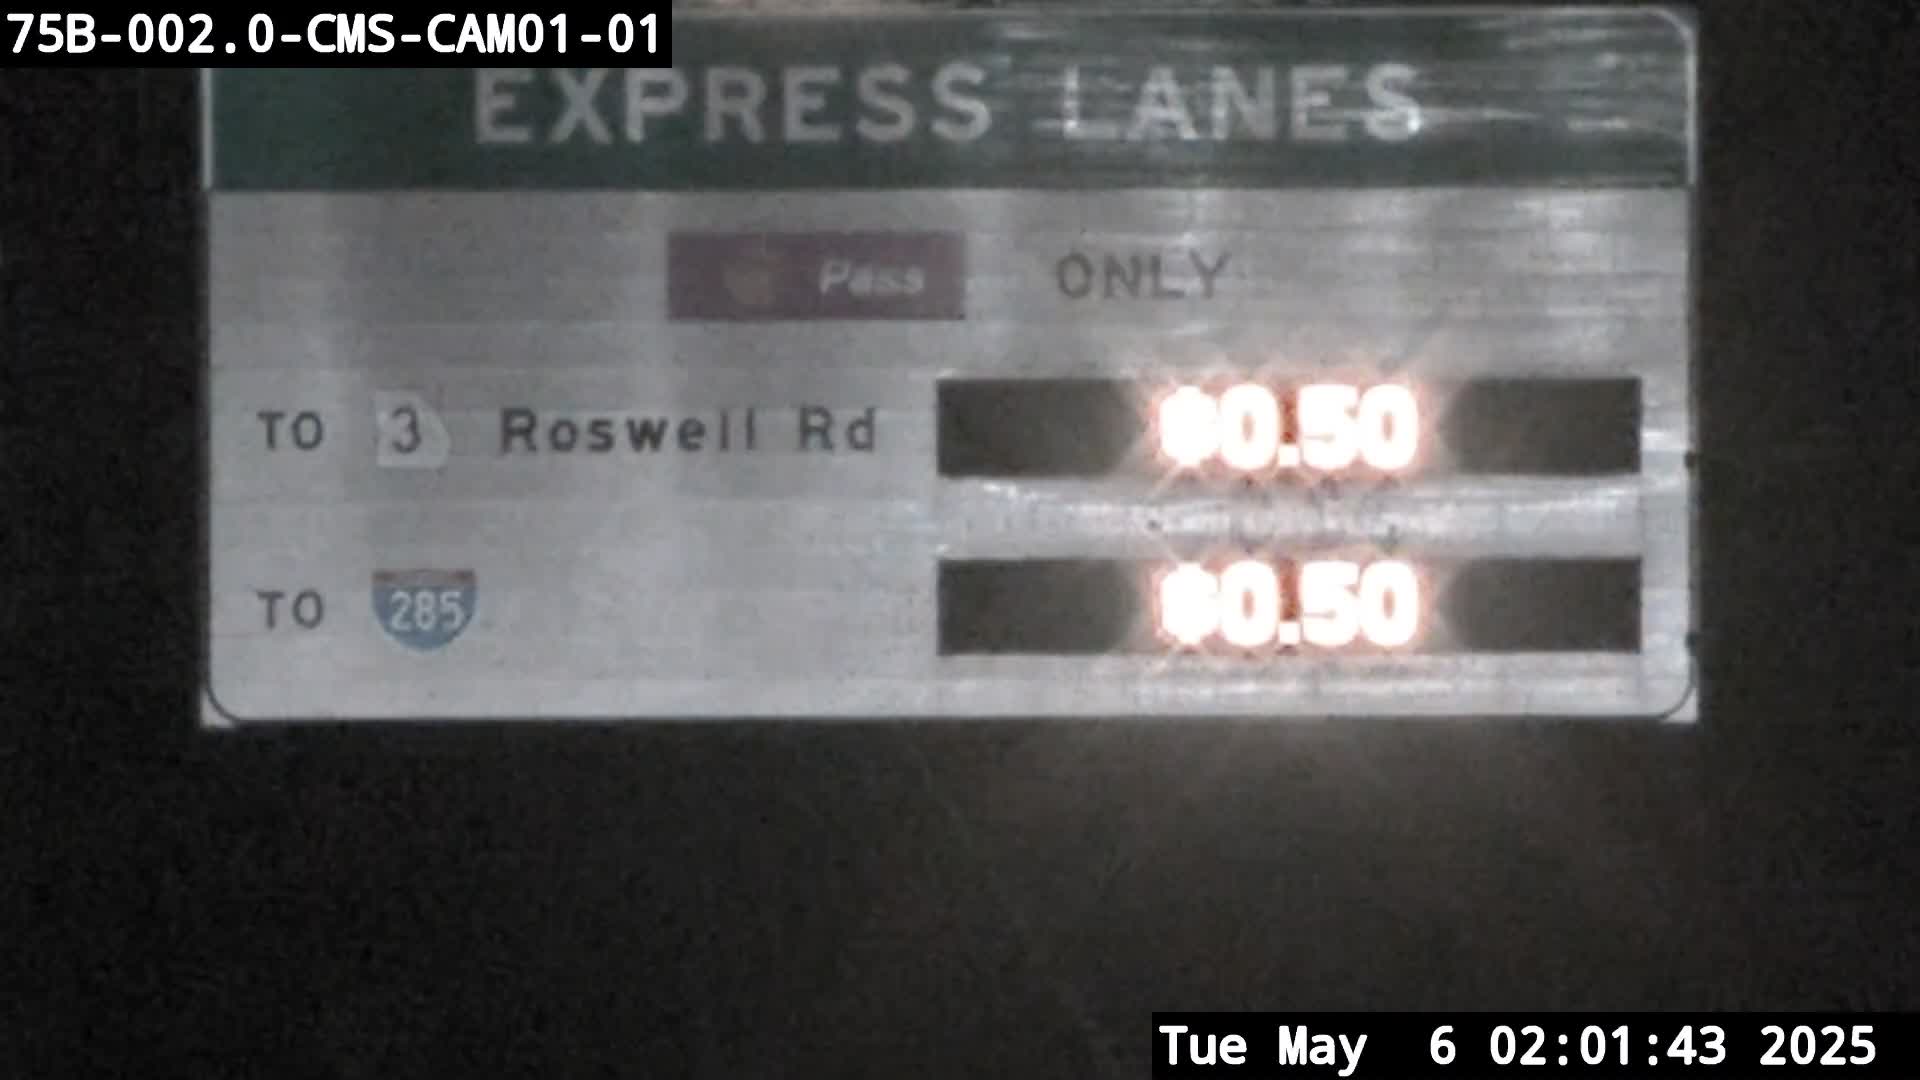 75B-002.0-CMS-CAM01-01
EXPRESS LANES
Pass ONLY
TO 3 Roswell Rd $0.50
TO 285 $0.50
Tue May 6 02:01:43 2025